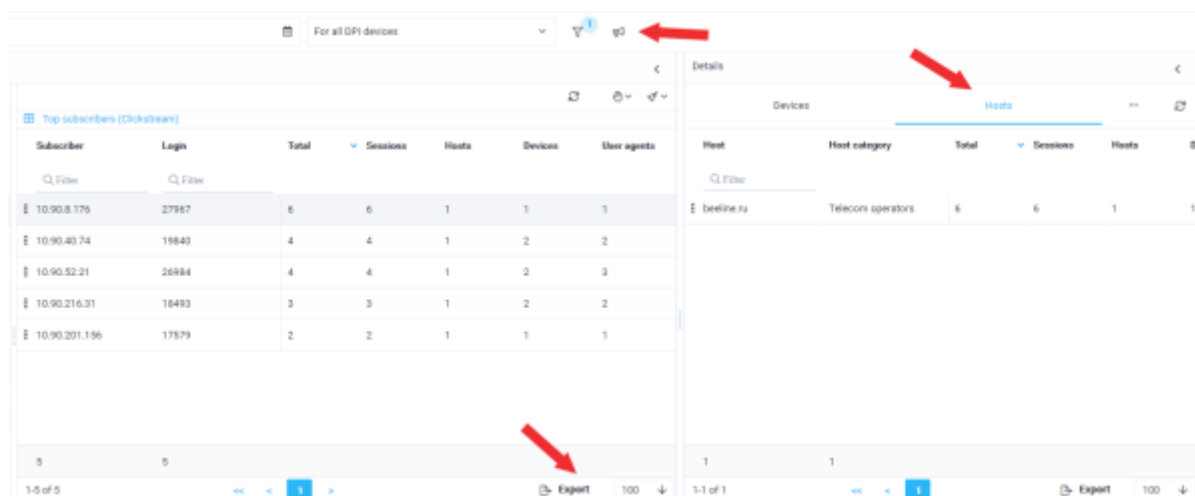 For all DPI devices
1
Details
Devices
Hosts
Top subscribers (Clickstream)
Subscriber Login Total Sessions Hosts Devices User agents
Filter Filter
10.90.8.176 27967 6 6 1 1 1
10.90.40.74 19840 4 4 1 2 2
10.90.52.21 26984 4 4 1 2 3
10.90.216.31 18493 3 3 1 2 2
10.90.201.156 17579 2 2 1 1 1
5 5
1-5 of 5 << < 1 > Export 100
Host Host category Total Sessions Hosts
Filter
beeline.ru Telecom operators 6 6 1 1
1 1
1-1 of 1 << < 1 Export 100